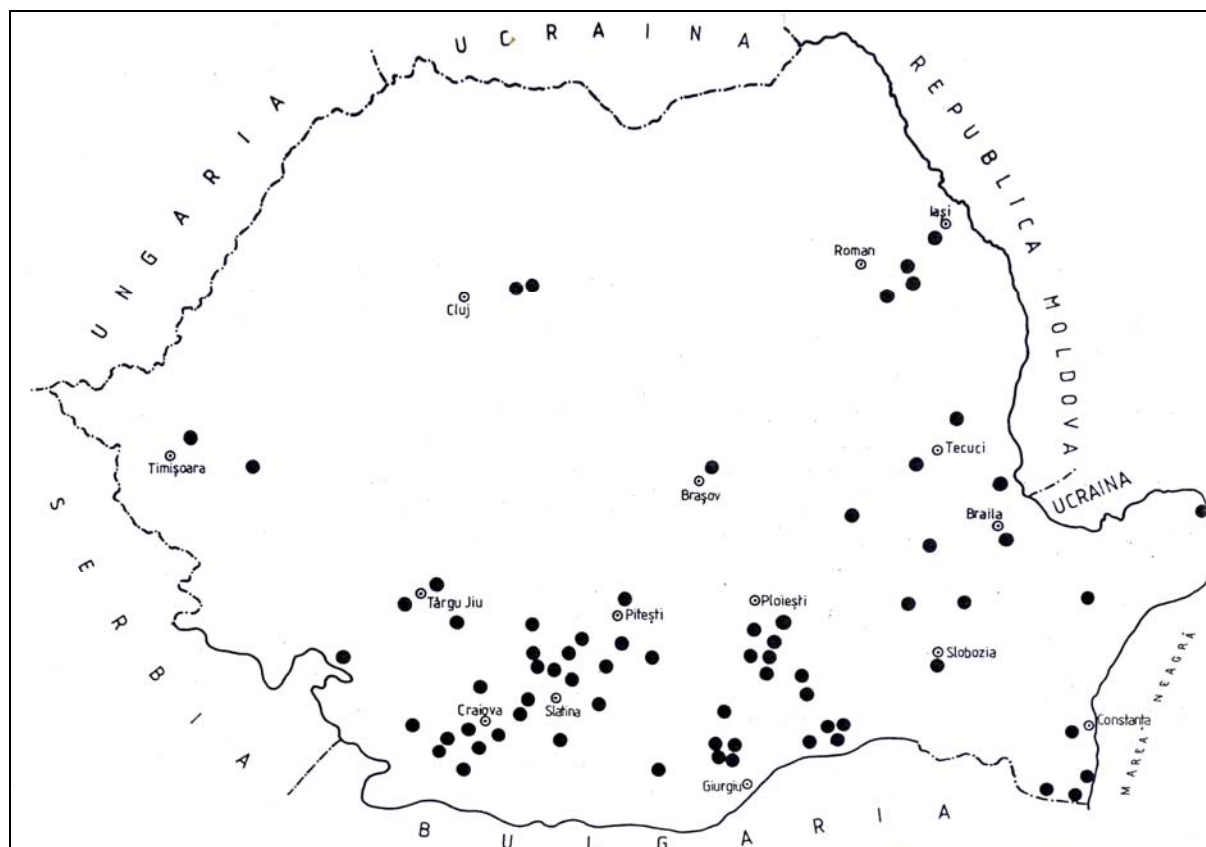 UCRAINA
UNGARIA
REPUBLICA MOLDOVA
Iaşi
Roman
Cluj
Timişoara
Tecuci
Braşov
UCRAINA
Braila
SERBIA
Târgu Jiu
Piteşti
Ploieşti
Slobozia
Slatina
Craiova
Constanta
MAREA NEAGRĂ
Giurgiu
BULGARIA